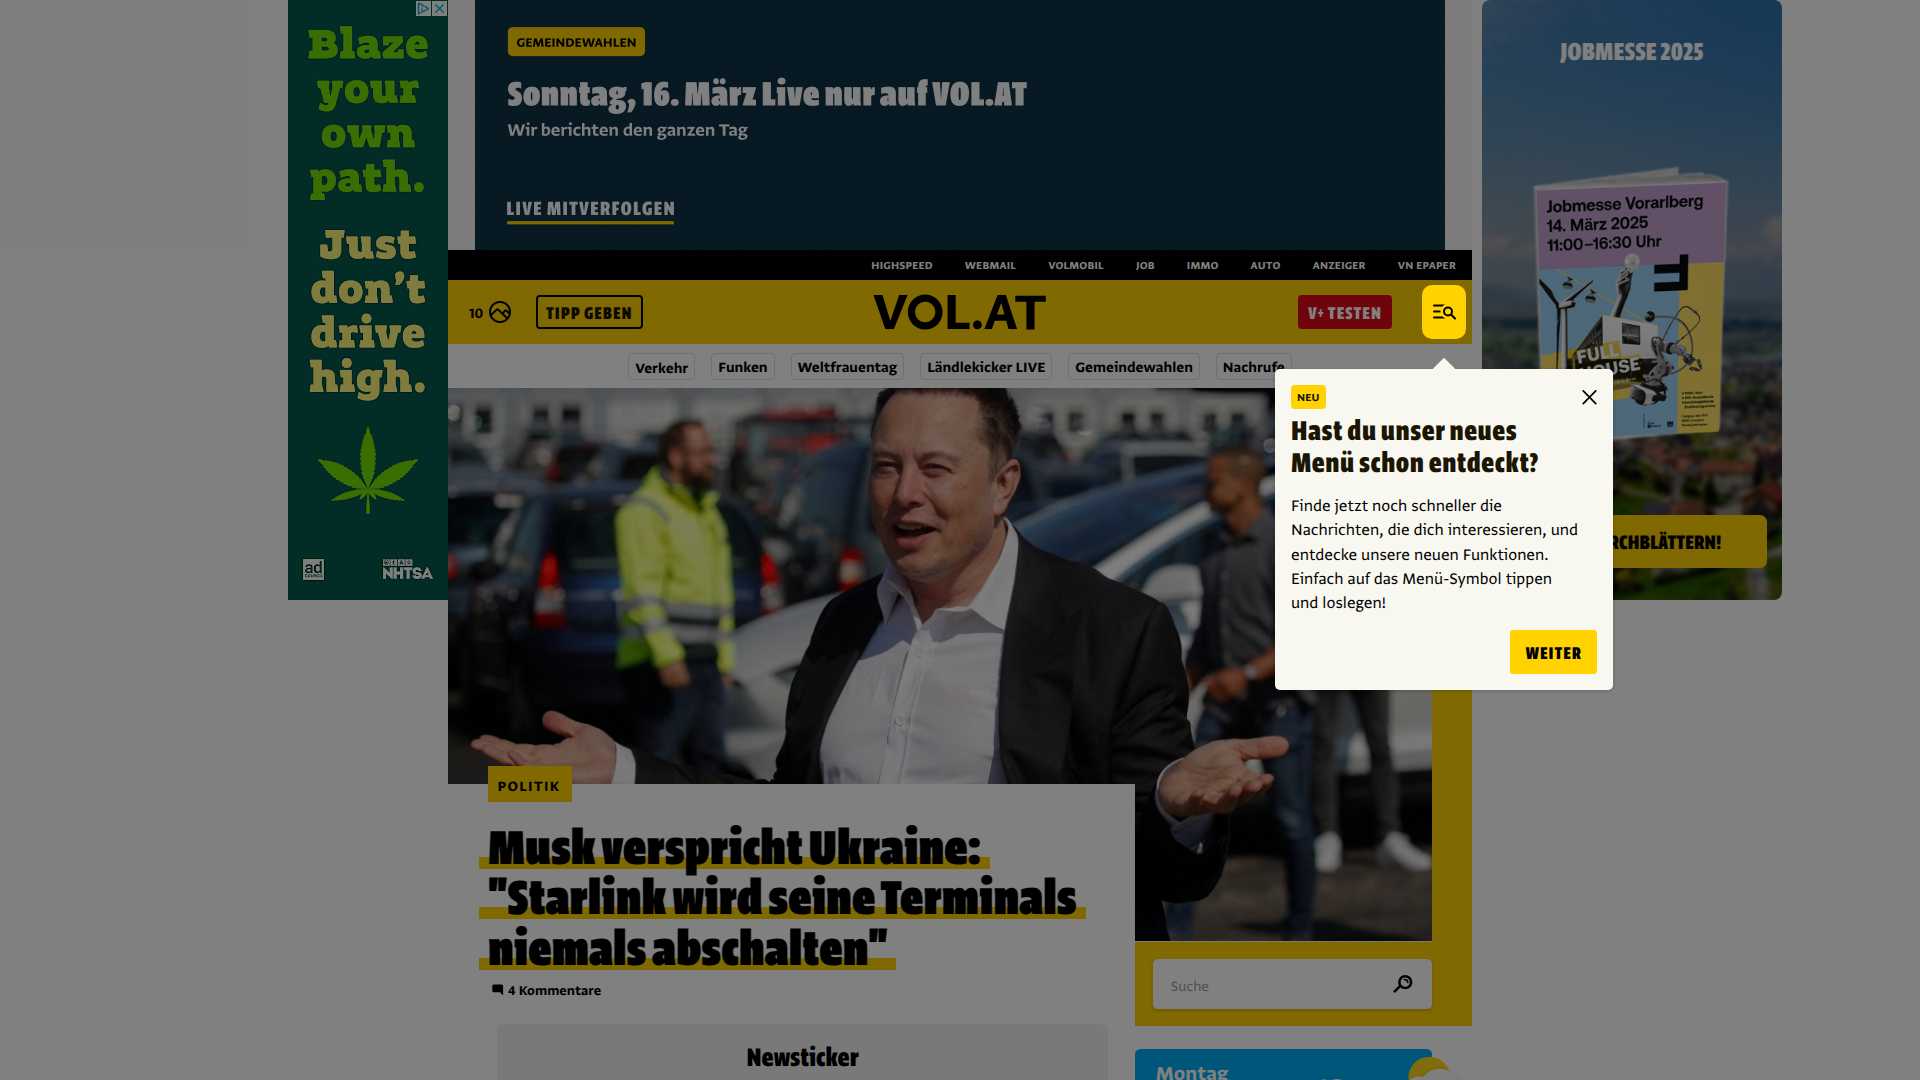 Blaze
your
own
path.
Just
don't
drive
high.
ad
NHTSA
GEMEINDEWAHLEN
Sonntag, 16. März Live nur auf VOL.AT
Wir berichten den ganzen Tag
LIVE MITVERFOLGEN
JOBMESSE 2025
Jobmesse Vorarlberg
14. März 2025
11:00–16:30 Uhr
FULL
HOUSE
RCHBLÄTTERN!
HIGHSPEED WEBMAIL VOLMOBIL JOB IMMO AUTO ANZEIGER VN EPAPER
10 TIPP GEBEN VOL.AT V+ TESTEN
Verkehr Funken Weltfrauentag Ländlekicker LIVE Gemeindewahlen Nachrufe
NEU
Hast du unser neues
Menü schon entdeckt?
Finde jetzt noch schneller die
Nachrichten, die dich interessieren, und
entdecke unsere neuen Funktionen.
Einfach auf das Menü-Symbol tippen
und loslegen!
WEITER
POLITIK
Musk verspricht Ukraine:
"Starlink wird seine Terminals
niemals abschalten"
4 Kommentare
Newsticker
Suche
Montag